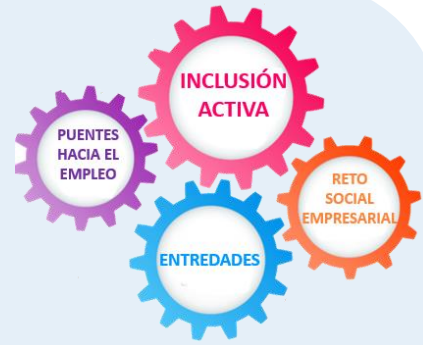 INCLUSIÓN
ACTIVA
PUENTES
HACIA EL
EMPLEO
RETO
SOCIAL
EMPRESARIAL
ENTREDADES